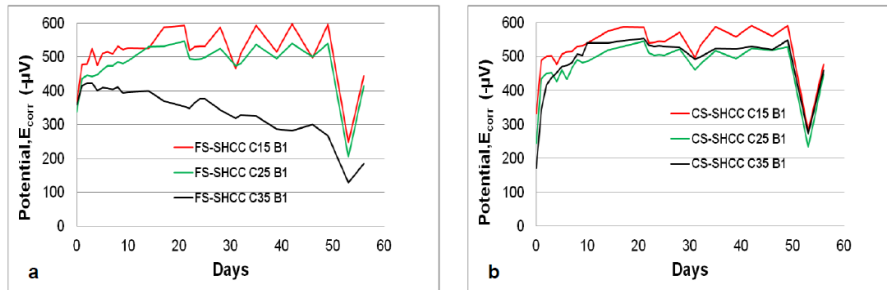 600
500
400
300
200
100
0
Potential,Ecorr (-µV)
FS-SHCC C15 B1
FS-SHCC C25 B1
FS-SHCC C35 B1
0 10 20 30 40 50 60
a
Days
600
500
400
300
200
100
0
Potential,Ecorr (-µV)
CS-SHCC C15 B1
CS-SHCC C25 B1
CS-SHCC C35 B1
0 10 20 30 40 50 60
b
Days